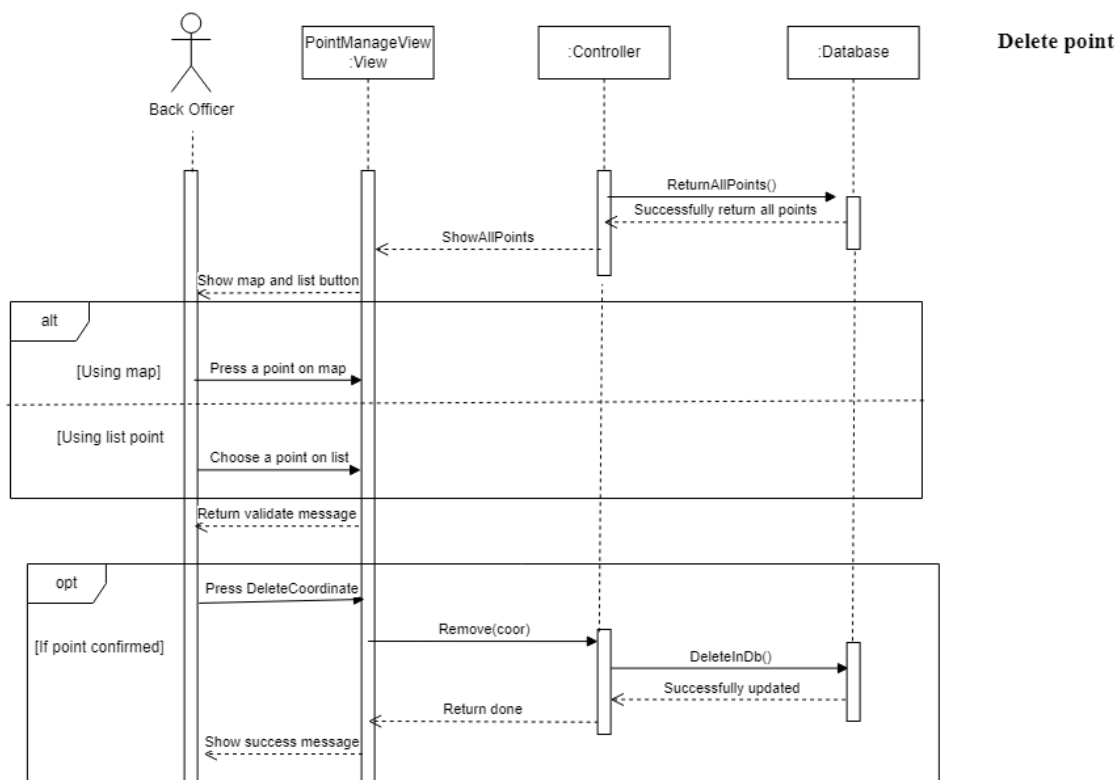 PointManageView
:View
:Controller
:Database
Delete point
Back Officer
ReturnAllPoints()
Successfully return all points
ShowAllPoints
Show map and list button
alt
[Using map]
Press a point on map
[Using list point
Choose a point on list
Return validate message
opt
Press DeleteCoordinate
[If point confirmed]
Remove(coor)
DeleteInDb()
Successfully updated
Return done
Show success message